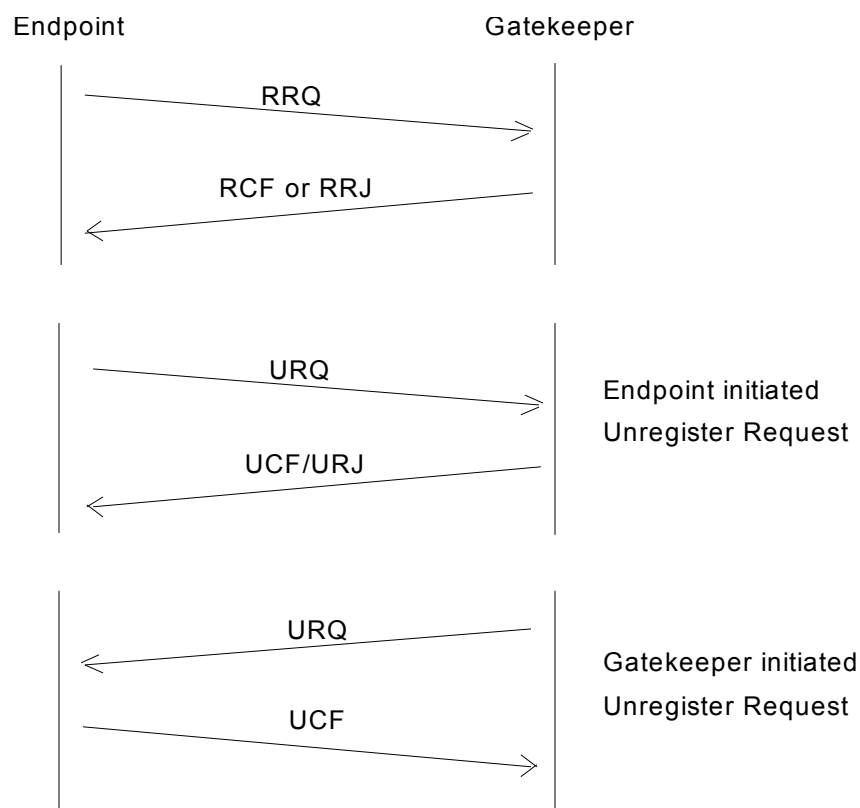 Endpoint
Gatekeeper
RRQ
RCF or RRJ
URQ
Endpoint initiated
Unregister Request
UCF/URJ
URQ
Gatekeeper initiated
Unregister Request
UCF